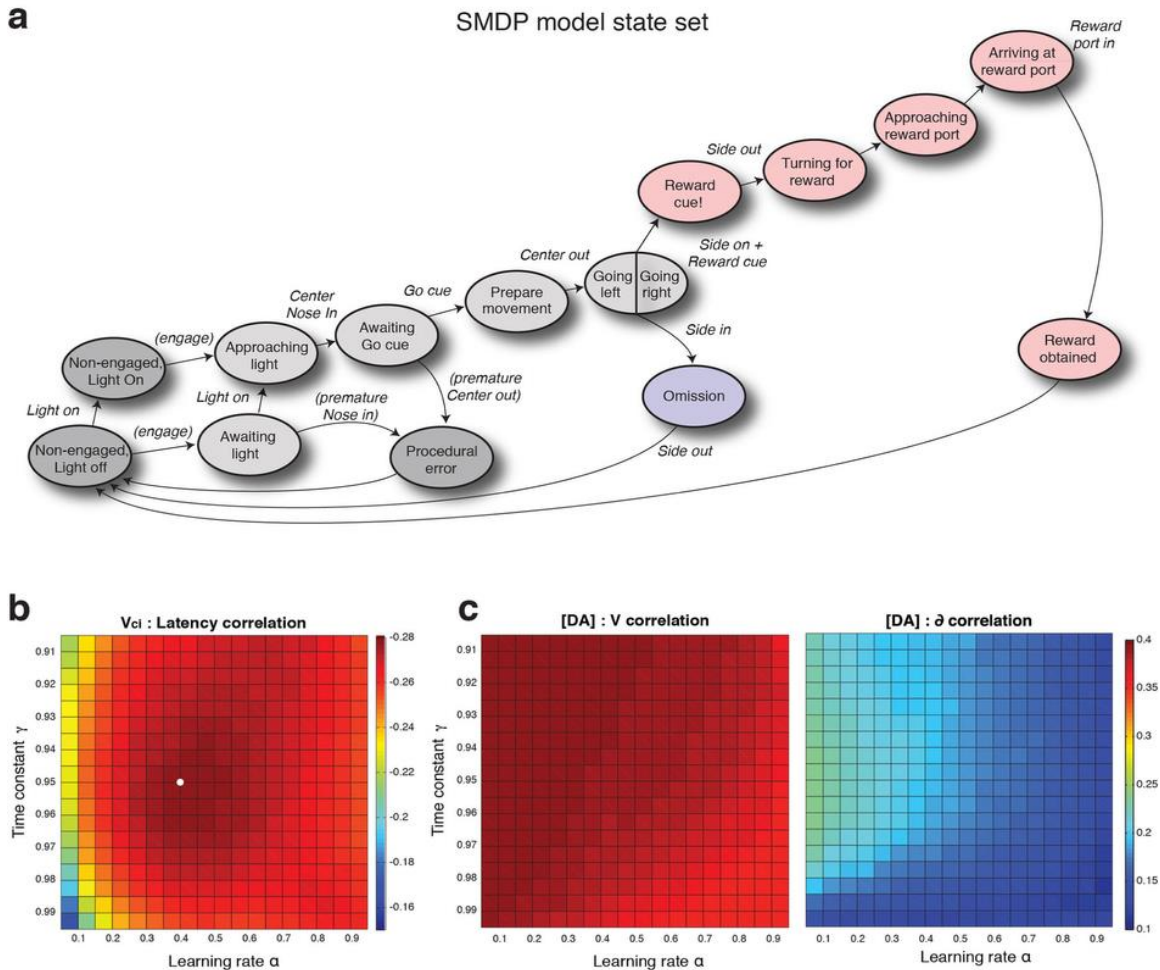 a
SMDP model state set
Reward
port in
Arriving at
reward port
Approaching
reward port
Side out
Turning for
reward
Reward
cue!
Side on +
Reward cue
Center out
Going
left
Going
right
Go cue
Prepare
movement
Center
Nose In
Awaiting
Go cue
Side in
(engage)
Approaching
light
Reward
obtained
Non-engaged,
Light On
(premature
Center out)
Omission
Light on
Light on
(premature
Nose in)
(engage)
Awaiting
light
Side out
Non-engaged,
Light off
Procedural
error
b
Vci : Latency correlation
Time constant γ
0.91
0.92
0.93
0.94
0.95
0.96
0.97
0.98
0.99
0.1 0.2 0.3 0.4 0.5 0.6 0.7 0.8 0.9
Learning rate α
-0.28
-0.26
-0.24
-0.22
-0.2
-0.18
-0.16
c
[DA] : V correlation
Time constant γ
0.91
0.92
0.93
0.94
0.95
0.96
0.97
0.98
0.99
0.1 0.2 0.3 0.4 0.5 0.6 0.7 0.8 0.9
Learning rate α
[DA] : ∂ correlation
0.1 0.2 0.3 0.4 0.5 0.6 0.7 0.8 0.9
Learning rate α
0.4
0.35
0.3
0.25
0.2
0.15
0.1